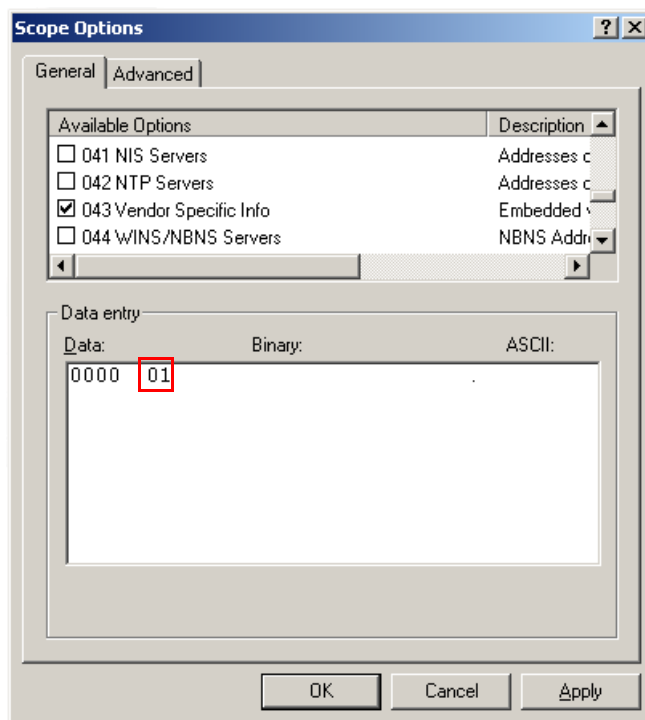 Scope Options
General Advanced
Available Options Description
041 NIS Servers Addresses c
042 NTP Servers Addresses c
043 Vendor Specific Info Embedded v
044 WINS/NBNS Servers NBNS Addr
Data entry
Data: Binary: ASCII:
0000 01 .
OK Cancel Apply